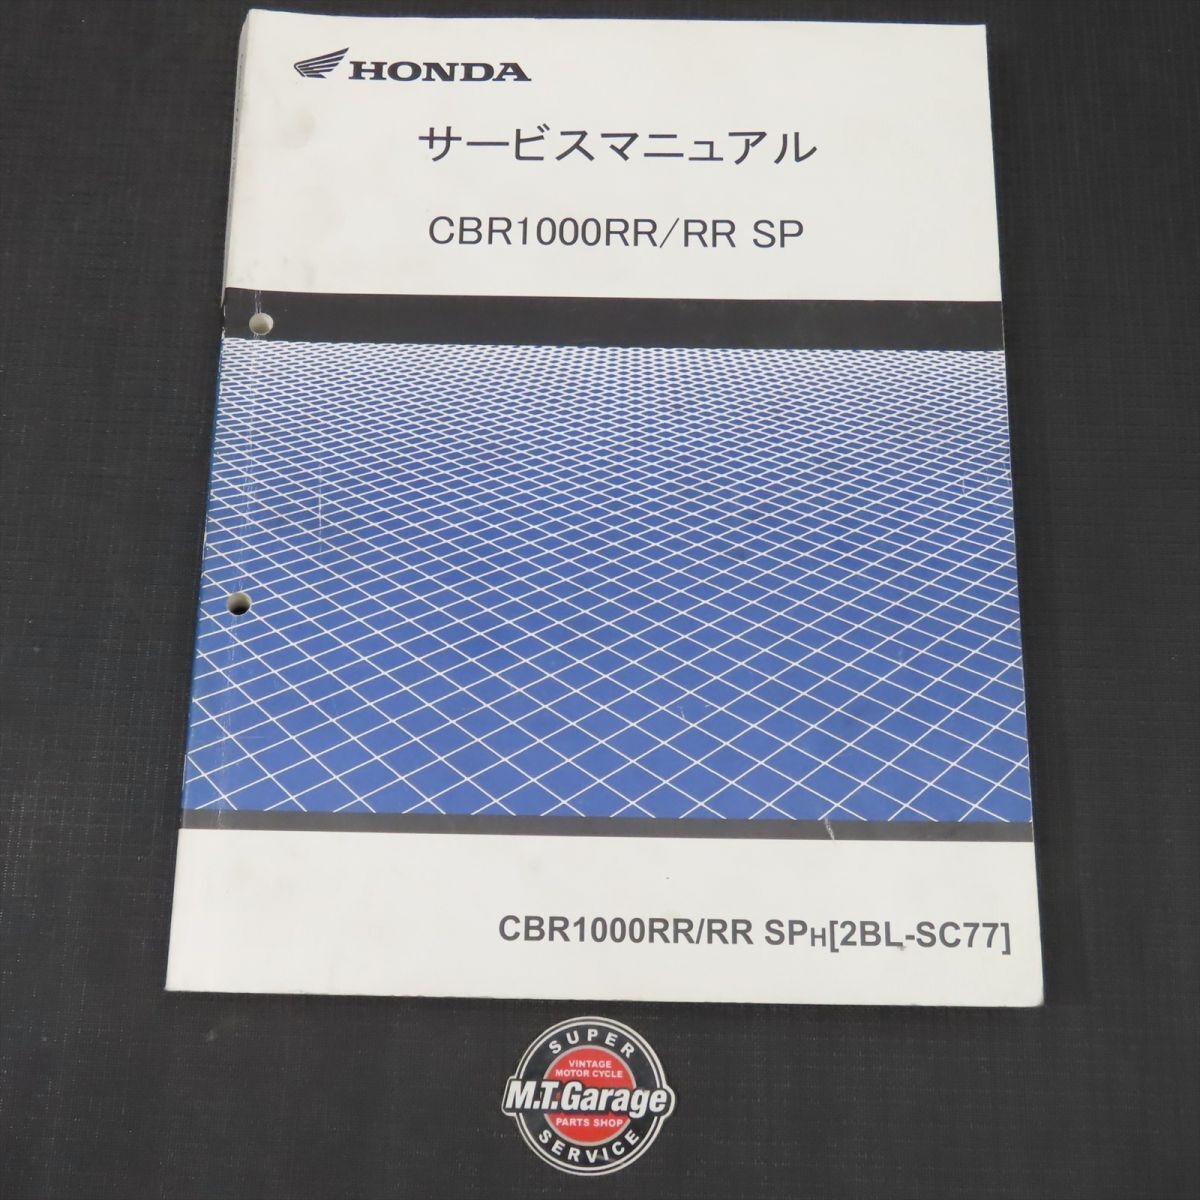 HONDA
サービスマニュアル
CBR1000RR/RR SP
CBR1000RR/RR SPH[2BL-SC77]
SUPER
VINTAGE
MOTOR CYCLE
M.T.Garage
PARTS SHOP
SERVICE